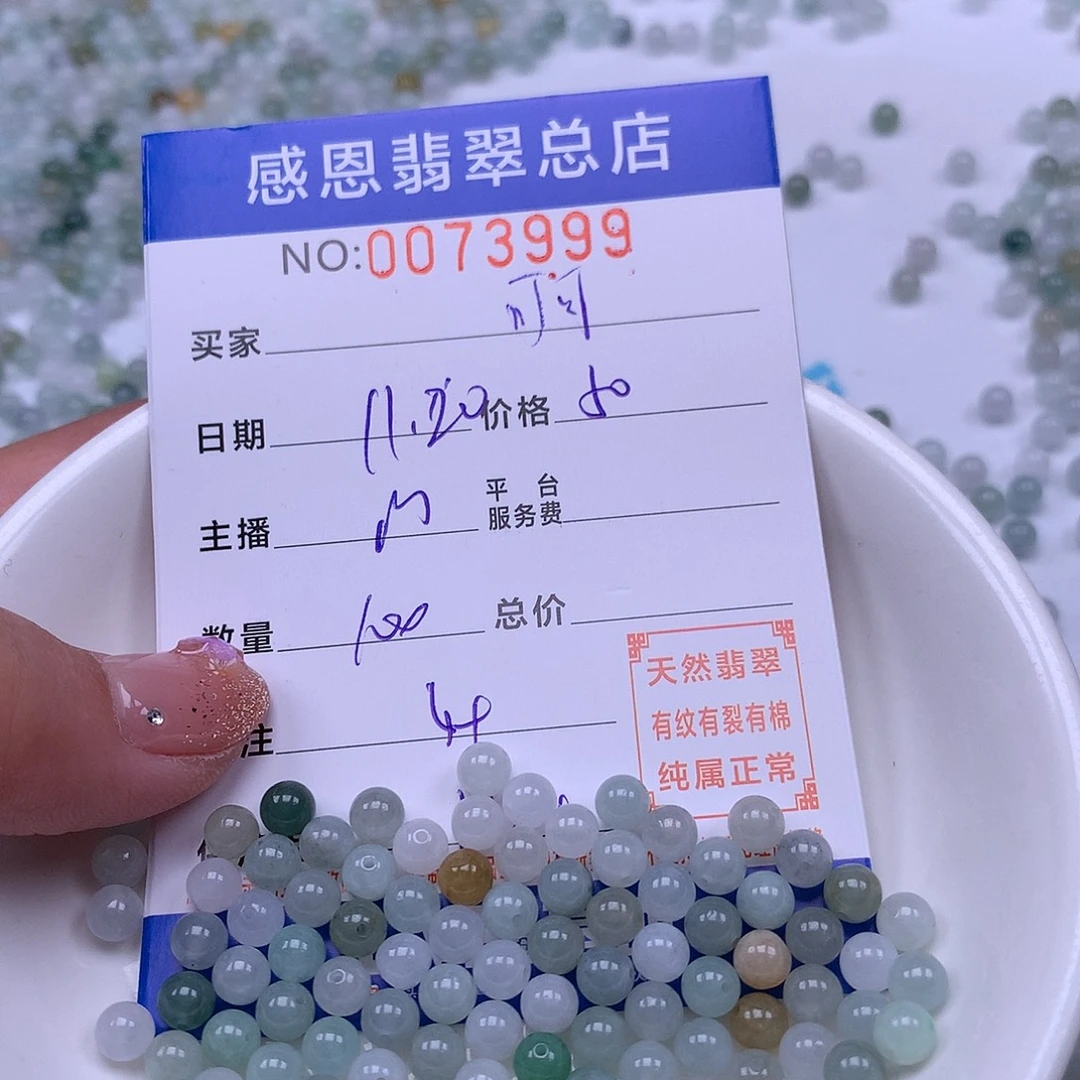 感恩翡翠总店
NO:0073999
买家
日期 11.20 价格 50
主播 平台服务费
数量 100 总价
注
天然翡翠
有纹有裂有棉
纯属正常